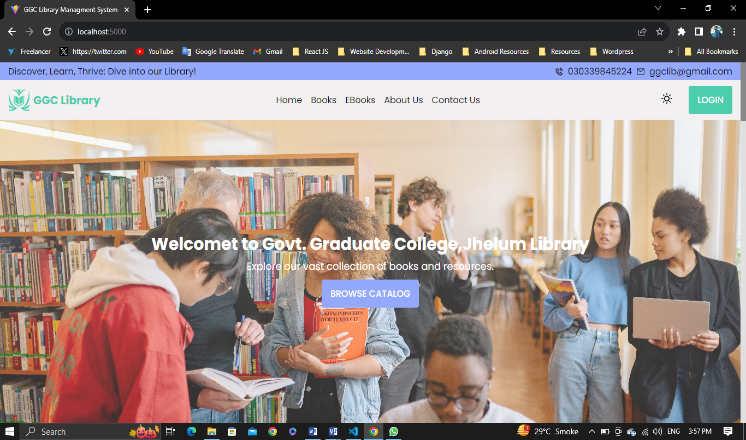 GGC Library Managment System
localhost:5000
Freelancer
https://twitter.com
YouTube
Google Translate
Gmail
React JS
Website Developm...
Django
Android Resources
Resources
Wordpress
»
All Bookmarks
Discover, Learn, Thrive: Dive into our Library!
030339845224
ggclib@gmail.com
GGC Library
Home
Books
EBooks
About Us
Contact Us
LOGIN
Welcomet to Govt. Graduate College,Jhelum Library
Explore our vast collection of books and resources.
BROWSE CATALOG
Search
29°C Smoke
ENG
3:57 PM